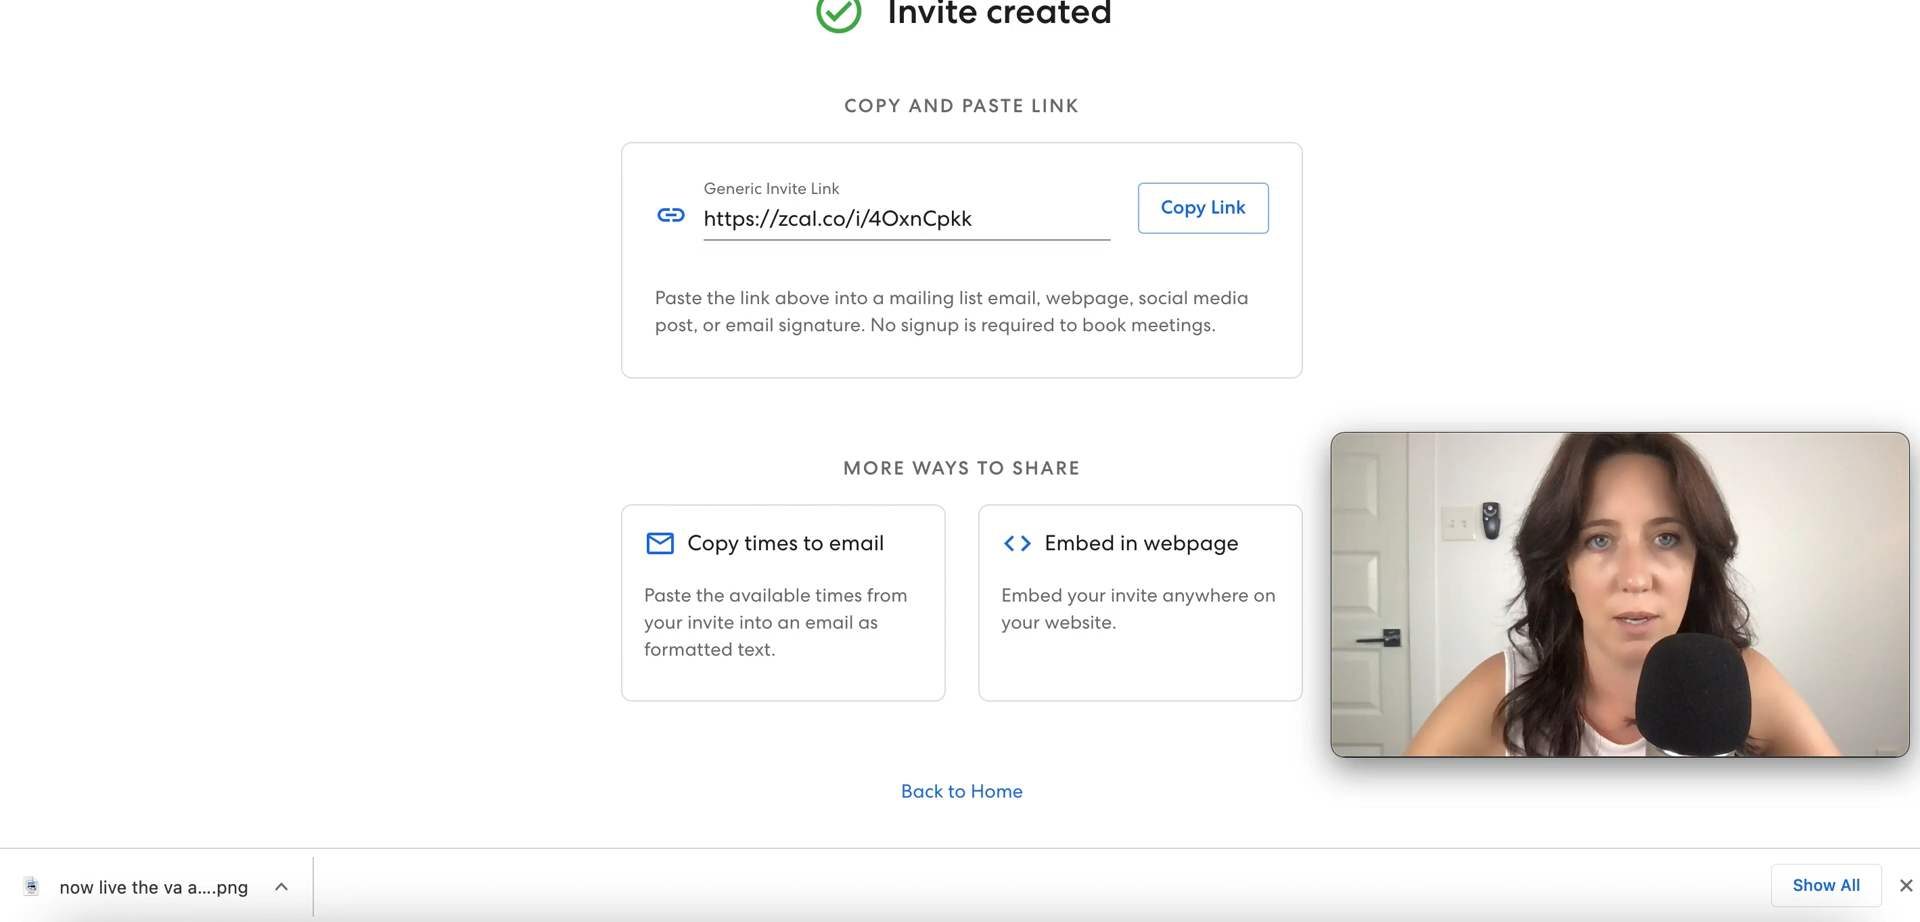 Invite created
COPY AND PASTE LINK
Generic Invite Link
https://zcal.co/i/4OxnCpkk
Copy Link
Paste the link above into a mailing list email, webpage, social media
post, or email signature. No signup is required to book meetings.
MORE WAYS TO SHARE
Copy times to email
Paste the available times from
your invite into an email as
formatted text.
Embed in webpage
Embed your invite anywhere on
your website.
Back to Home
now live the va a....png
Show All